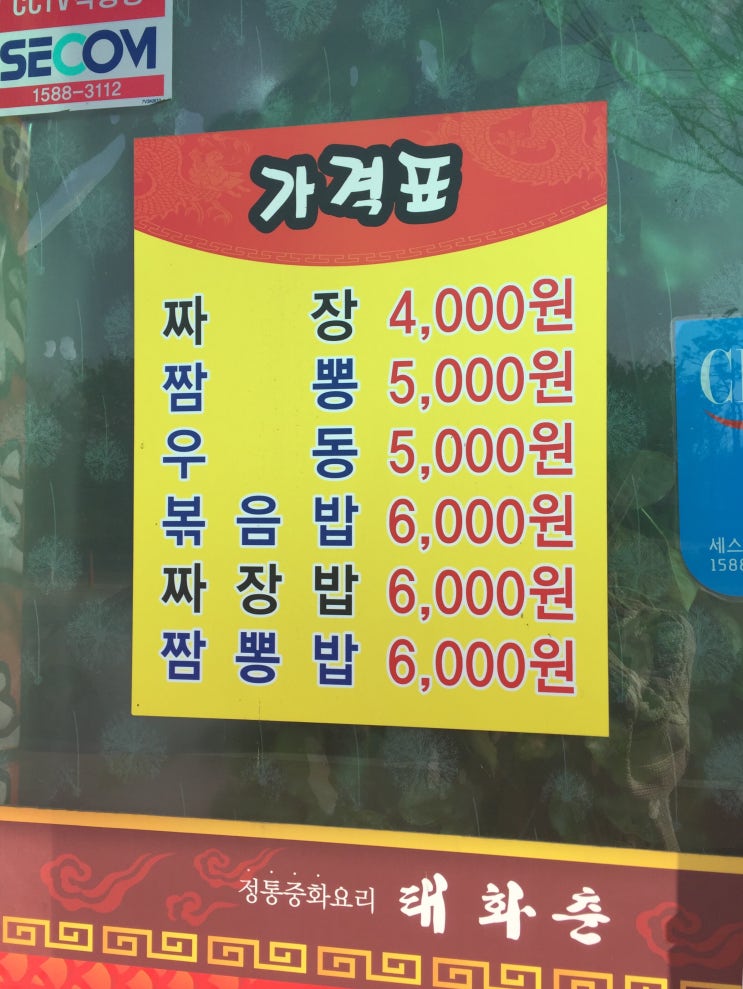 SECOM
1588-3112
가격표
짜 장 4,000원
짬 뽕 5,000원
우 동 5,000원
볶 음 밥 6,000원
짜 장 밥 6,000원
짬 뽕 밥 6,000원
세스
1588
정통중화요리 태화춘